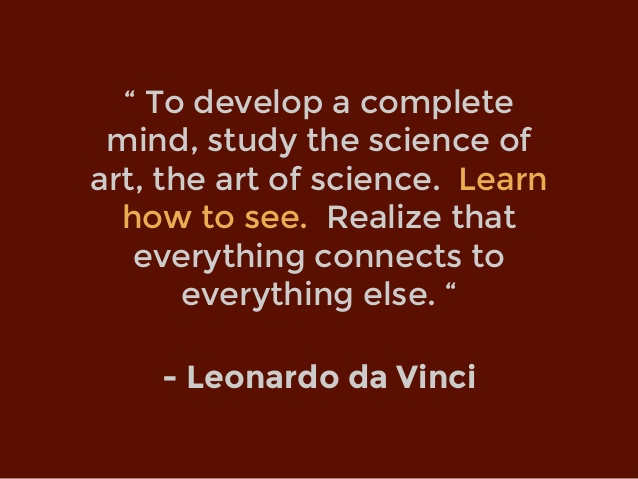 “ To develop a complete
mind, study the science of
art, the art of science.  Learn
how to see.  Realize that
everything connects to
everything else. “
- Leonardo da Vinci